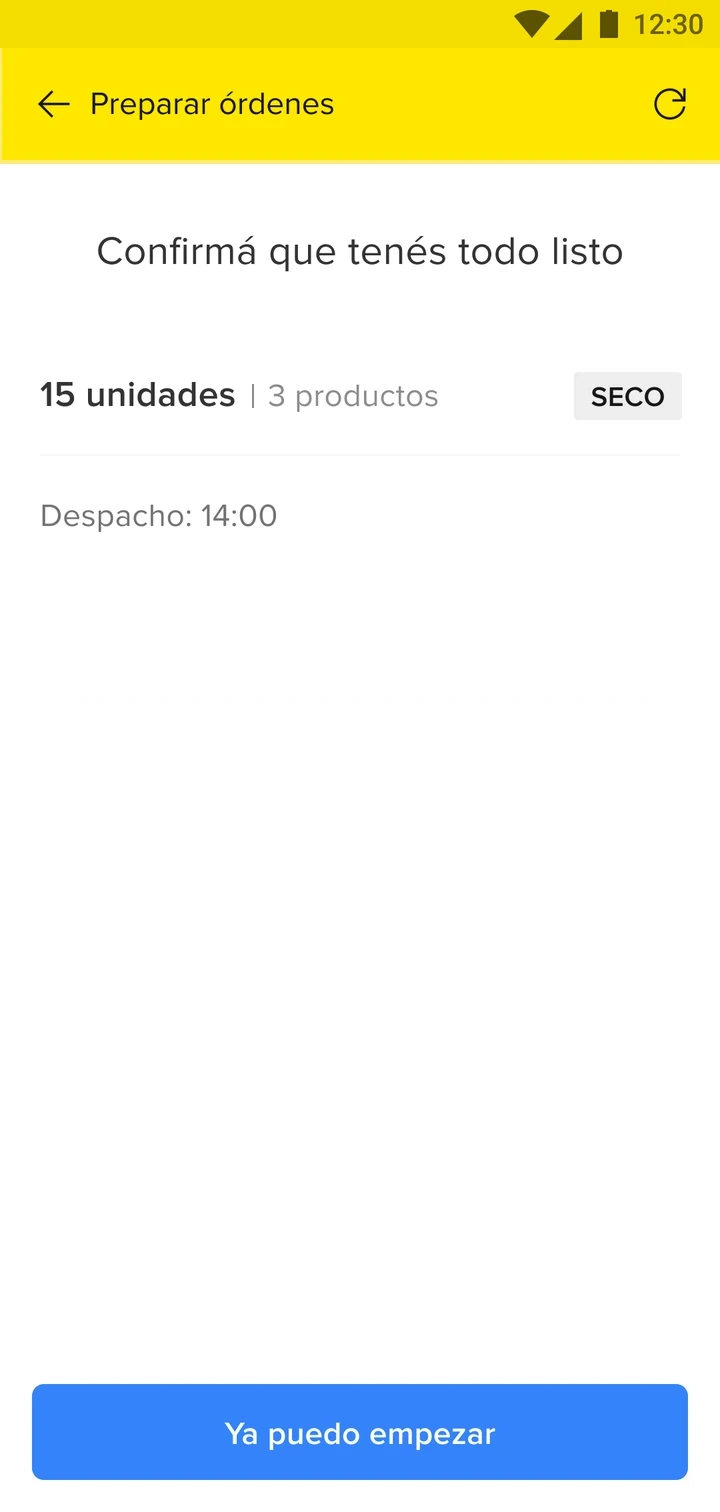 12:30
Preparar órdenes
Confirmá que tenés todo listo
15 unidades | 3 productos SECO
Despacho: 14:00
Ya puedo empezar